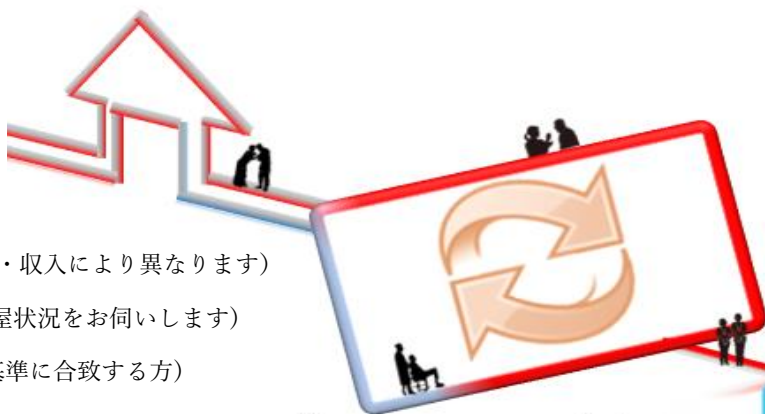 ・収入により異なります）
屋状況をお伺いします）
基準に合致する方）